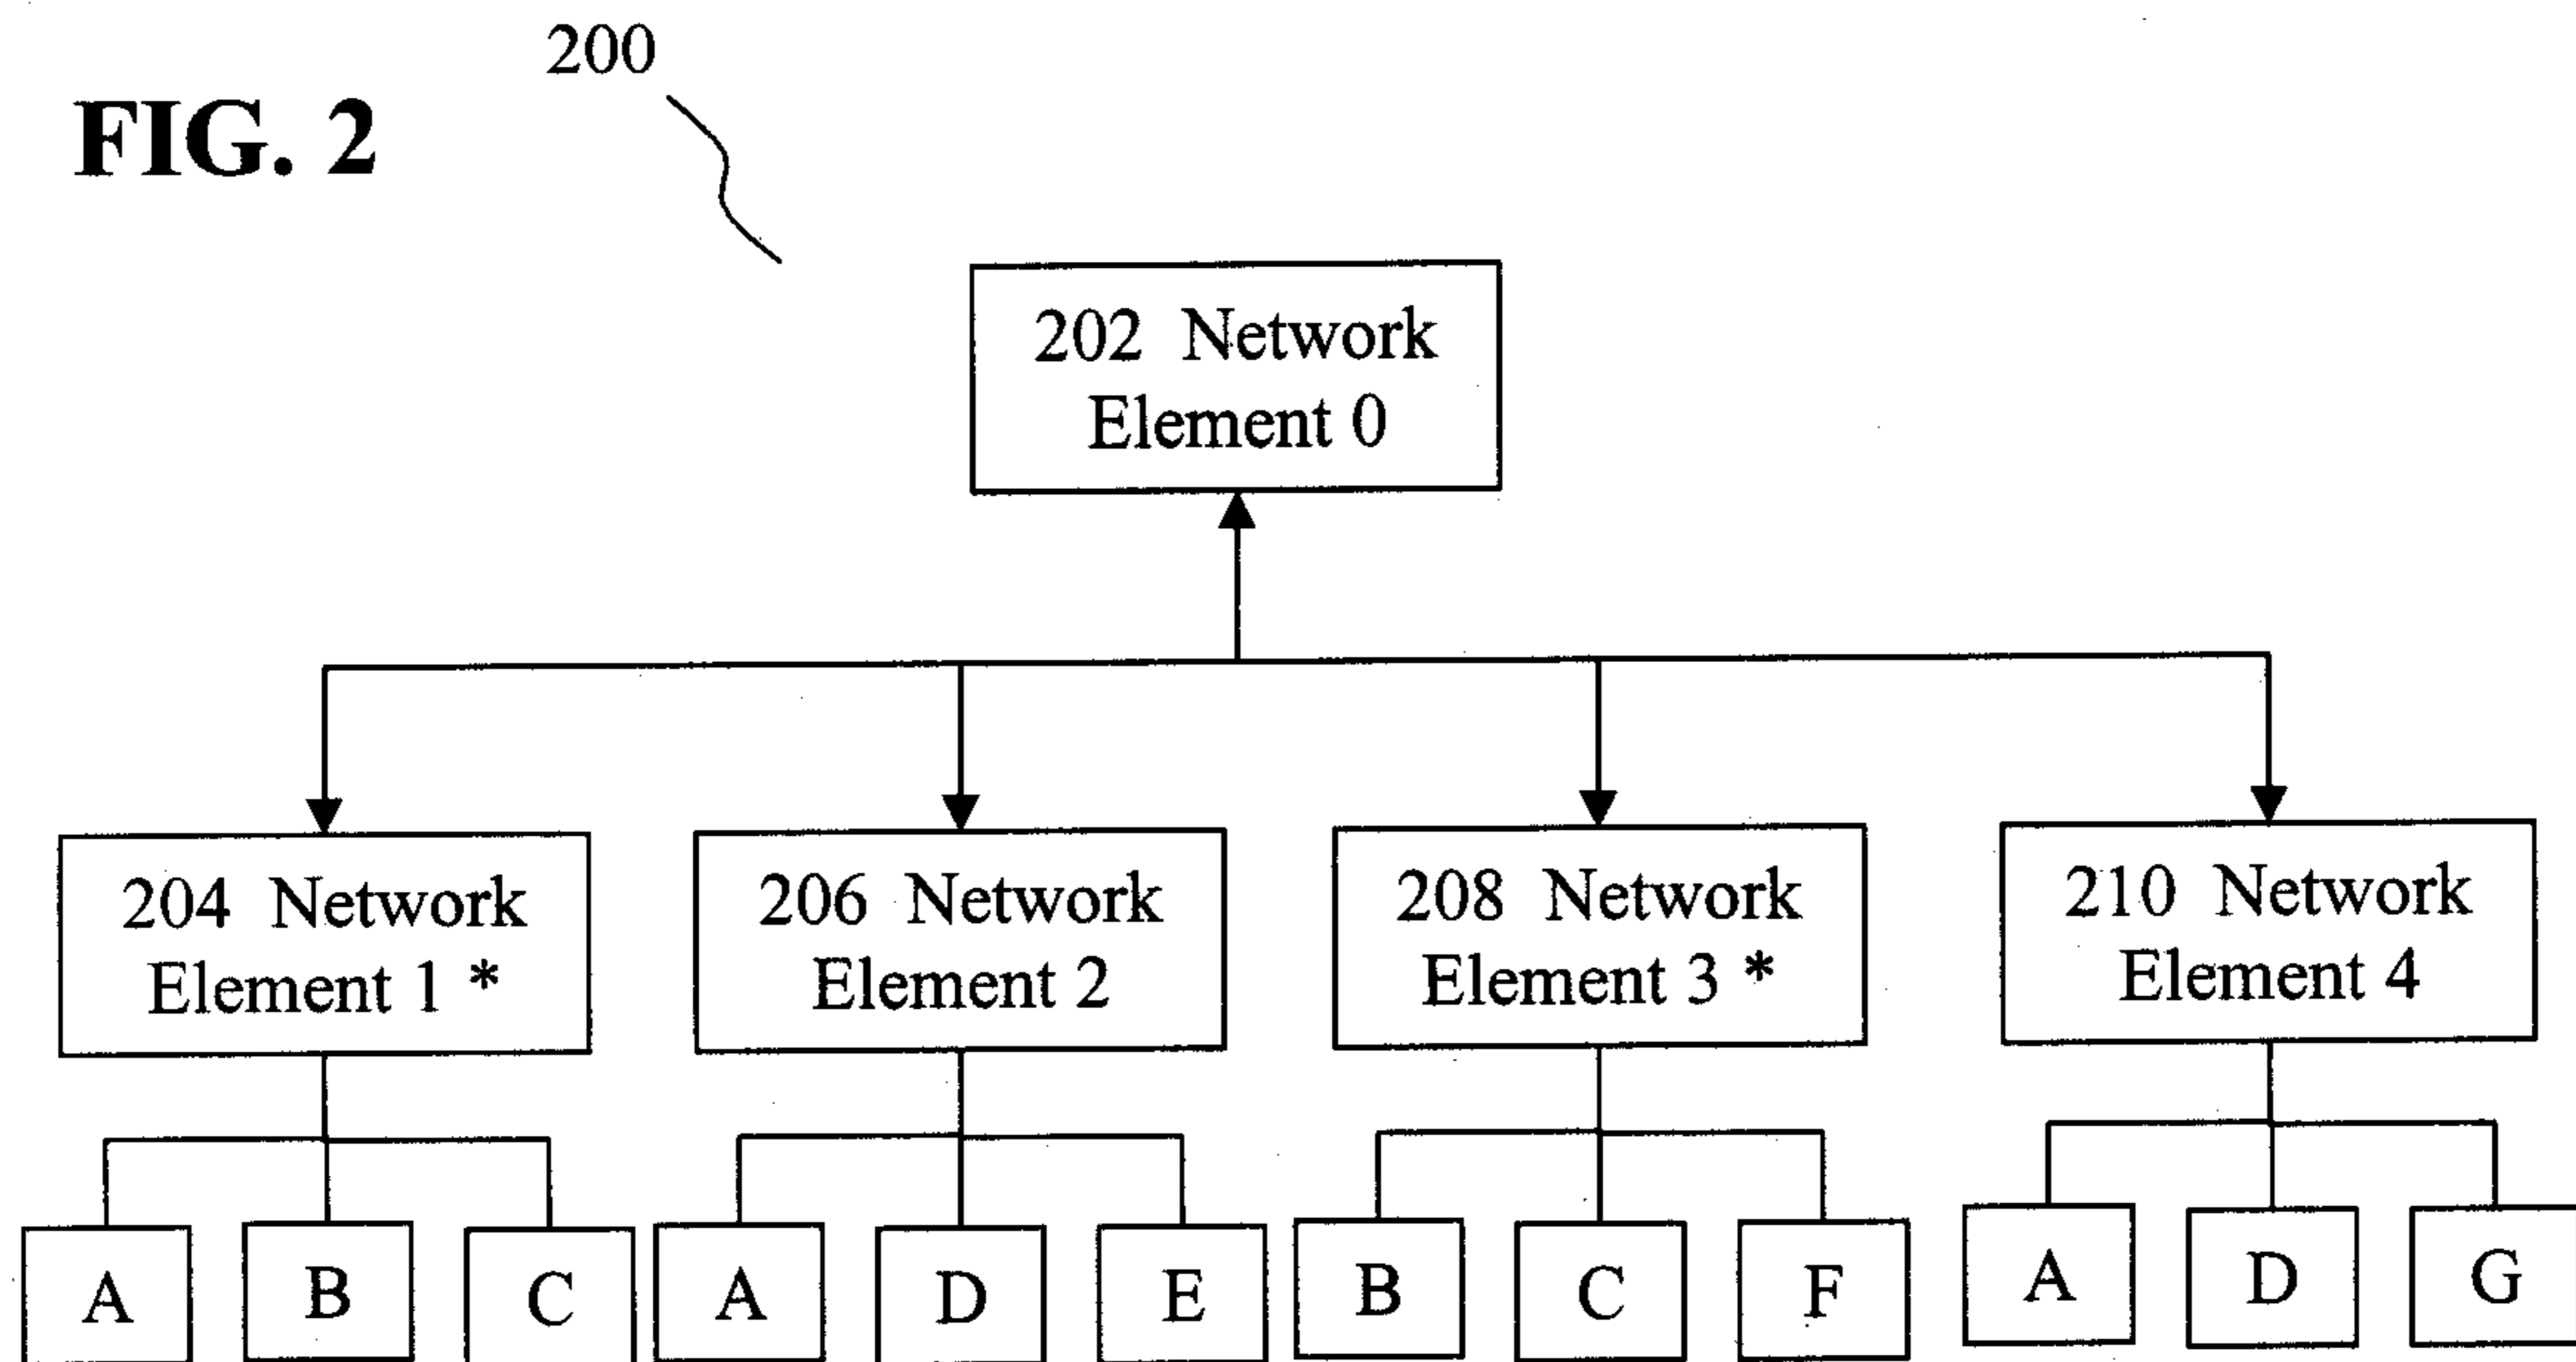 200
FIG. 2
202 Network
Element 0
204 Network
Element 1 *
206 Network
Element 2
208 Network
Element 3 *
210 Network
Element 4
A
B
C
A
D
E
B
C
F
A
D
G